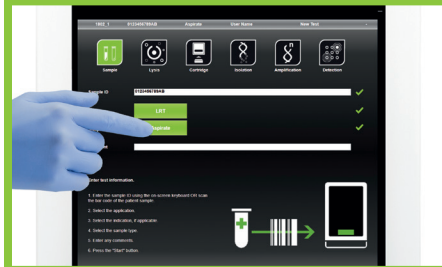 1002_1 0123456789AB Aspirate User Name New Test
Sample Lysis Cartridge Isolation Amplification Detection
Sample ID 0123456789AB
LRT
Aspirate
Enter test information.
1. Enter the sample ID using the on-screen keyboard OR scan
the bar code of the patient sample.
2. Select the application.
3. Select the indication, if applicable.
4. Select the sample type.
5. Enter any comments.
6. Press the "Start" button.